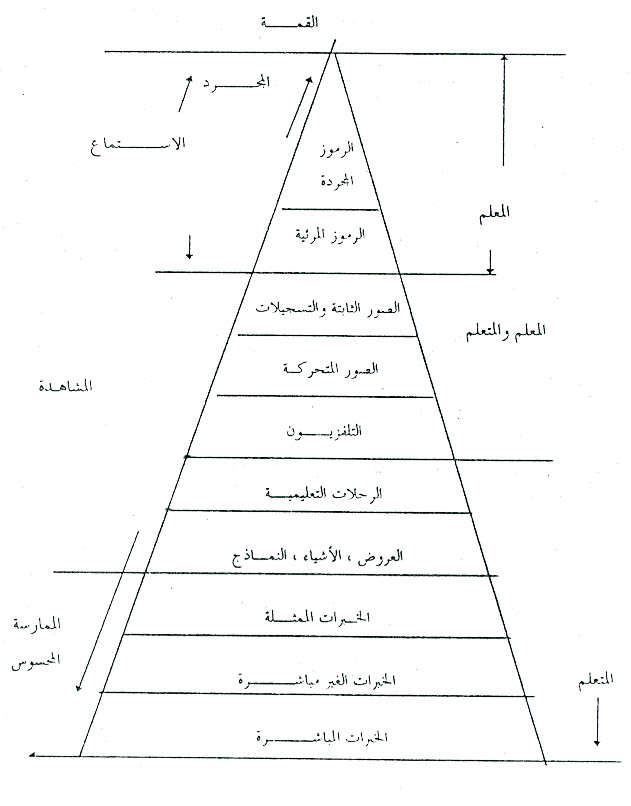 القمة
المجرد
الاستماع
الرموز
المجردة
المعلم
الرموز المرئية
الصور الثابتة والتسجيلات
المعلم والمتعلم
الصور المتحركة
المشاهدة
التلفزيون
الرحلات التعليمية
العروض ، الأشياء ، النماذج
الخبرات الممثلة
الممارسة
المحسوس
الخبرات الغير مباشرة
المتعلم
الخبرات المباشرة